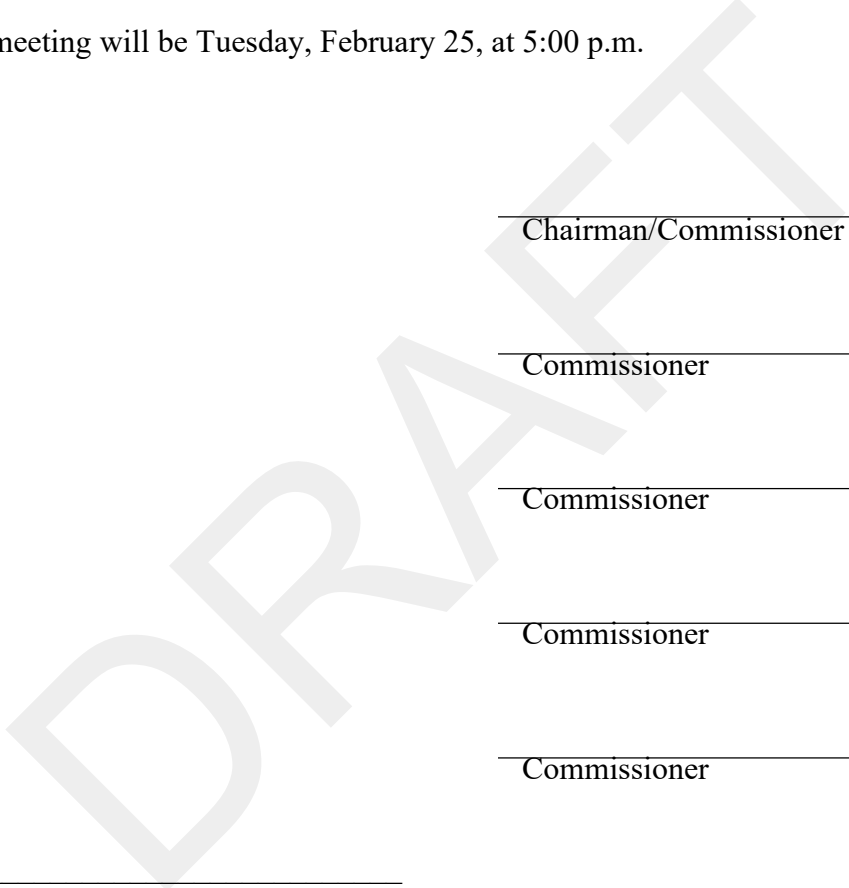 meeting will be Tuesday, February 25, at 5:00 p.m.
Chairman/Commissioner
Commissioner
Commissioner
Commissioner
Commissioner
DRAFT